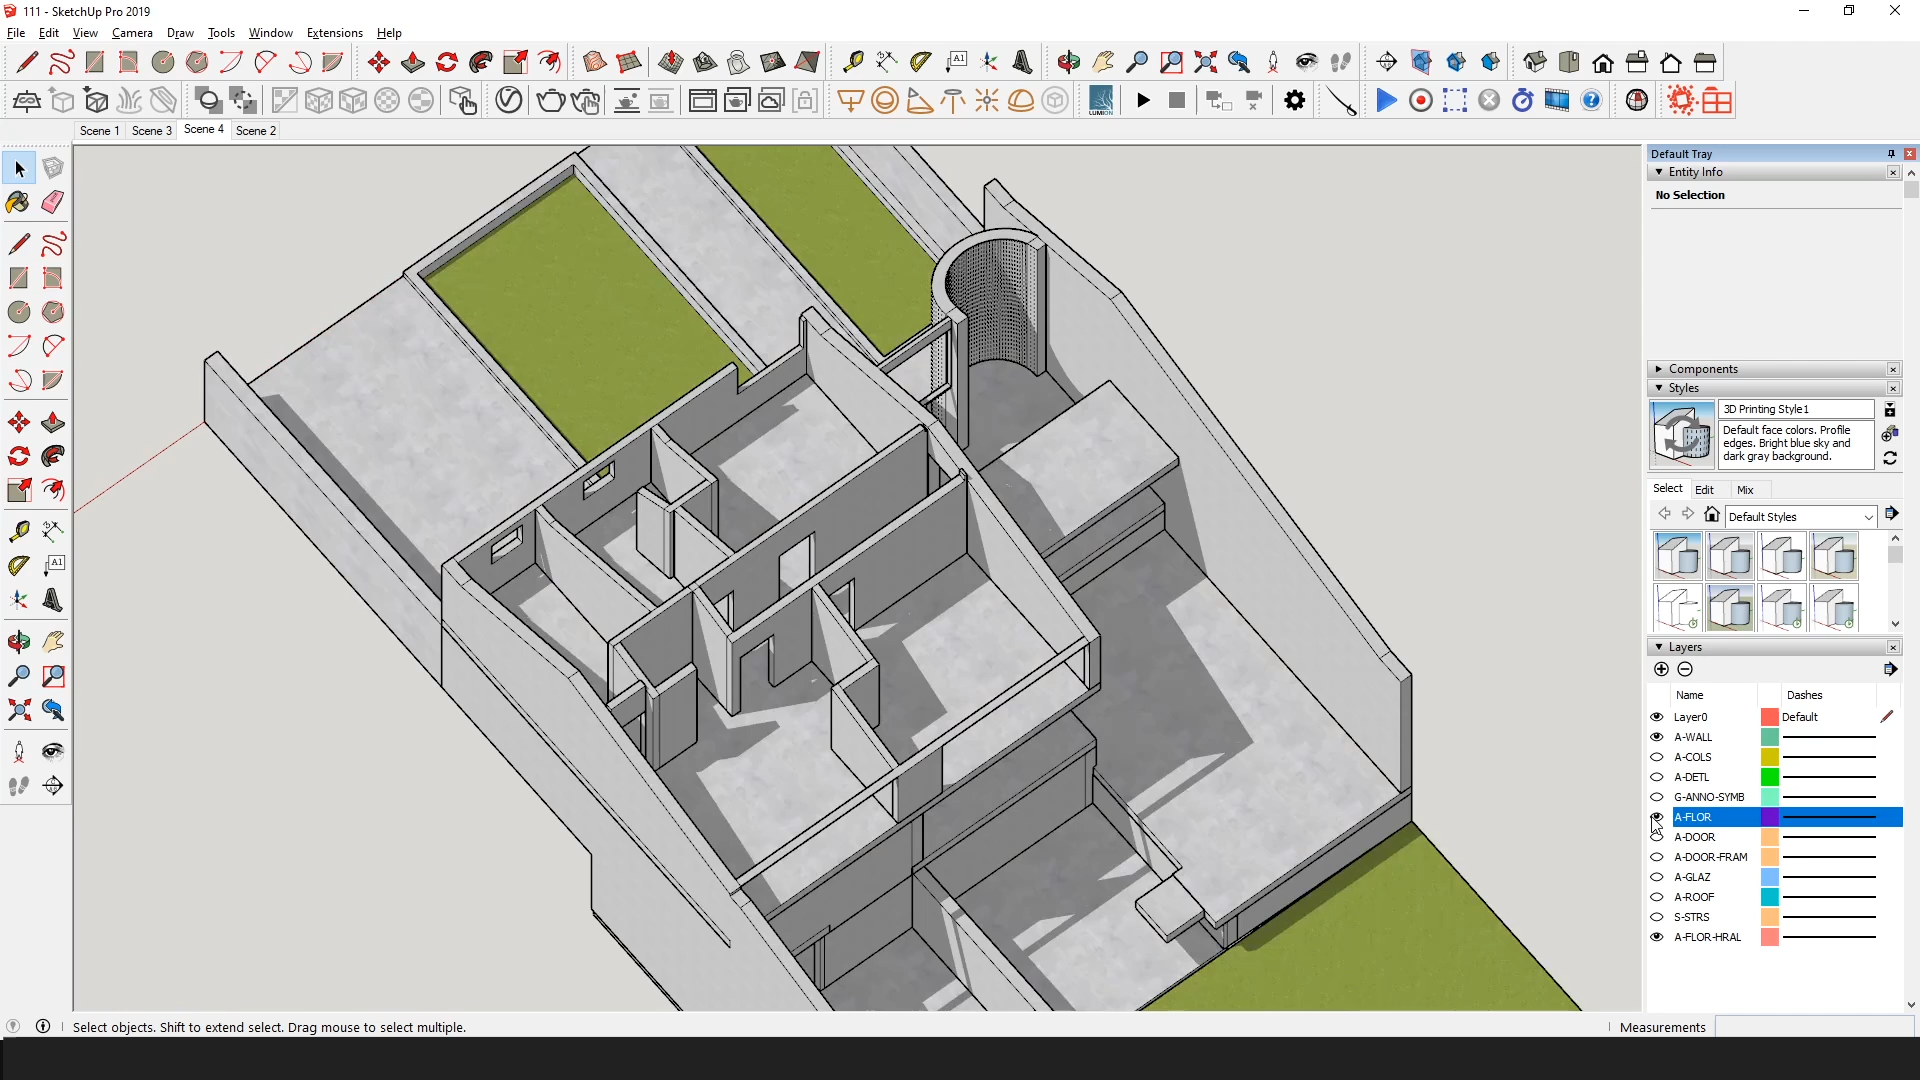 111 - SketchUp Pro 2019
File Edit View Camera Draw Tools Window Extensions Help
A1
LUMION
Scene 1 Scene 3 Scene 4 Scene 2
A1
Default Tray
Entity Info
No Selection
Components
Styles
3D Printing Style1
Default face colors. Profile
edges. Bright blue sky and
dark gray background.
Select Edit Mix
Default Styles
Layers
Name Dashes
Layer0 Default
A-WALL
A-COLS
A-DETL
G-ANNO-SYMB
A-FLOR
A-DOOR
A-DOOR-FRAM
A-GLAZ
A-ROOF
S-STRS
A-FLOR-HRAL
Select objects. Shift to extend select. Drag mouse to select multiple.
Measurements